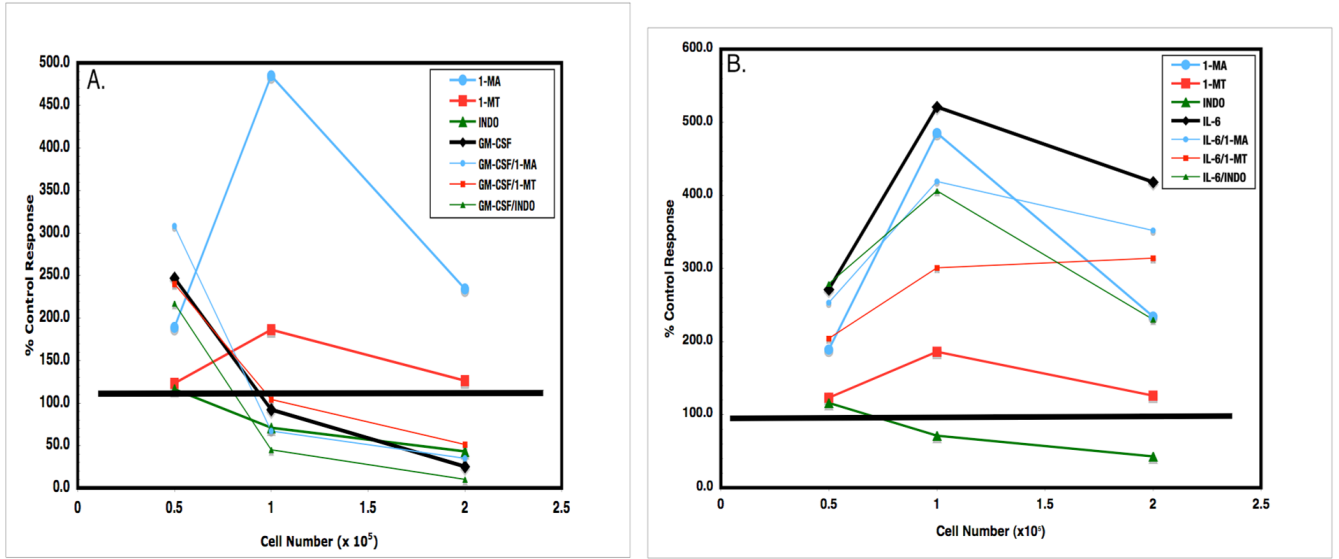 A.
500.0
450.0
400.0
350.0
300.0
250.0
200.0
150.0
100.0
50.0
0.0
% Control Response
1-MA
1-MT
INDO
GM-CSF
GM-CSF/1-MA
GM-CSF/1-MT
GM-CSF/INDO
0
0.5
1
1.5
2
2.5
Cell Number (x 10⁵)
B.
600.0
500.0
400.0
300.0
200.0
100.0
0.0
% Control Response
1-MA
1-MT
INDO
IL-6
IL-6/1-MA
IL-6/1-MT
IL-6/INDO
0
0.5
1
1.5
2
2.5
Cell Number (x10⁵)